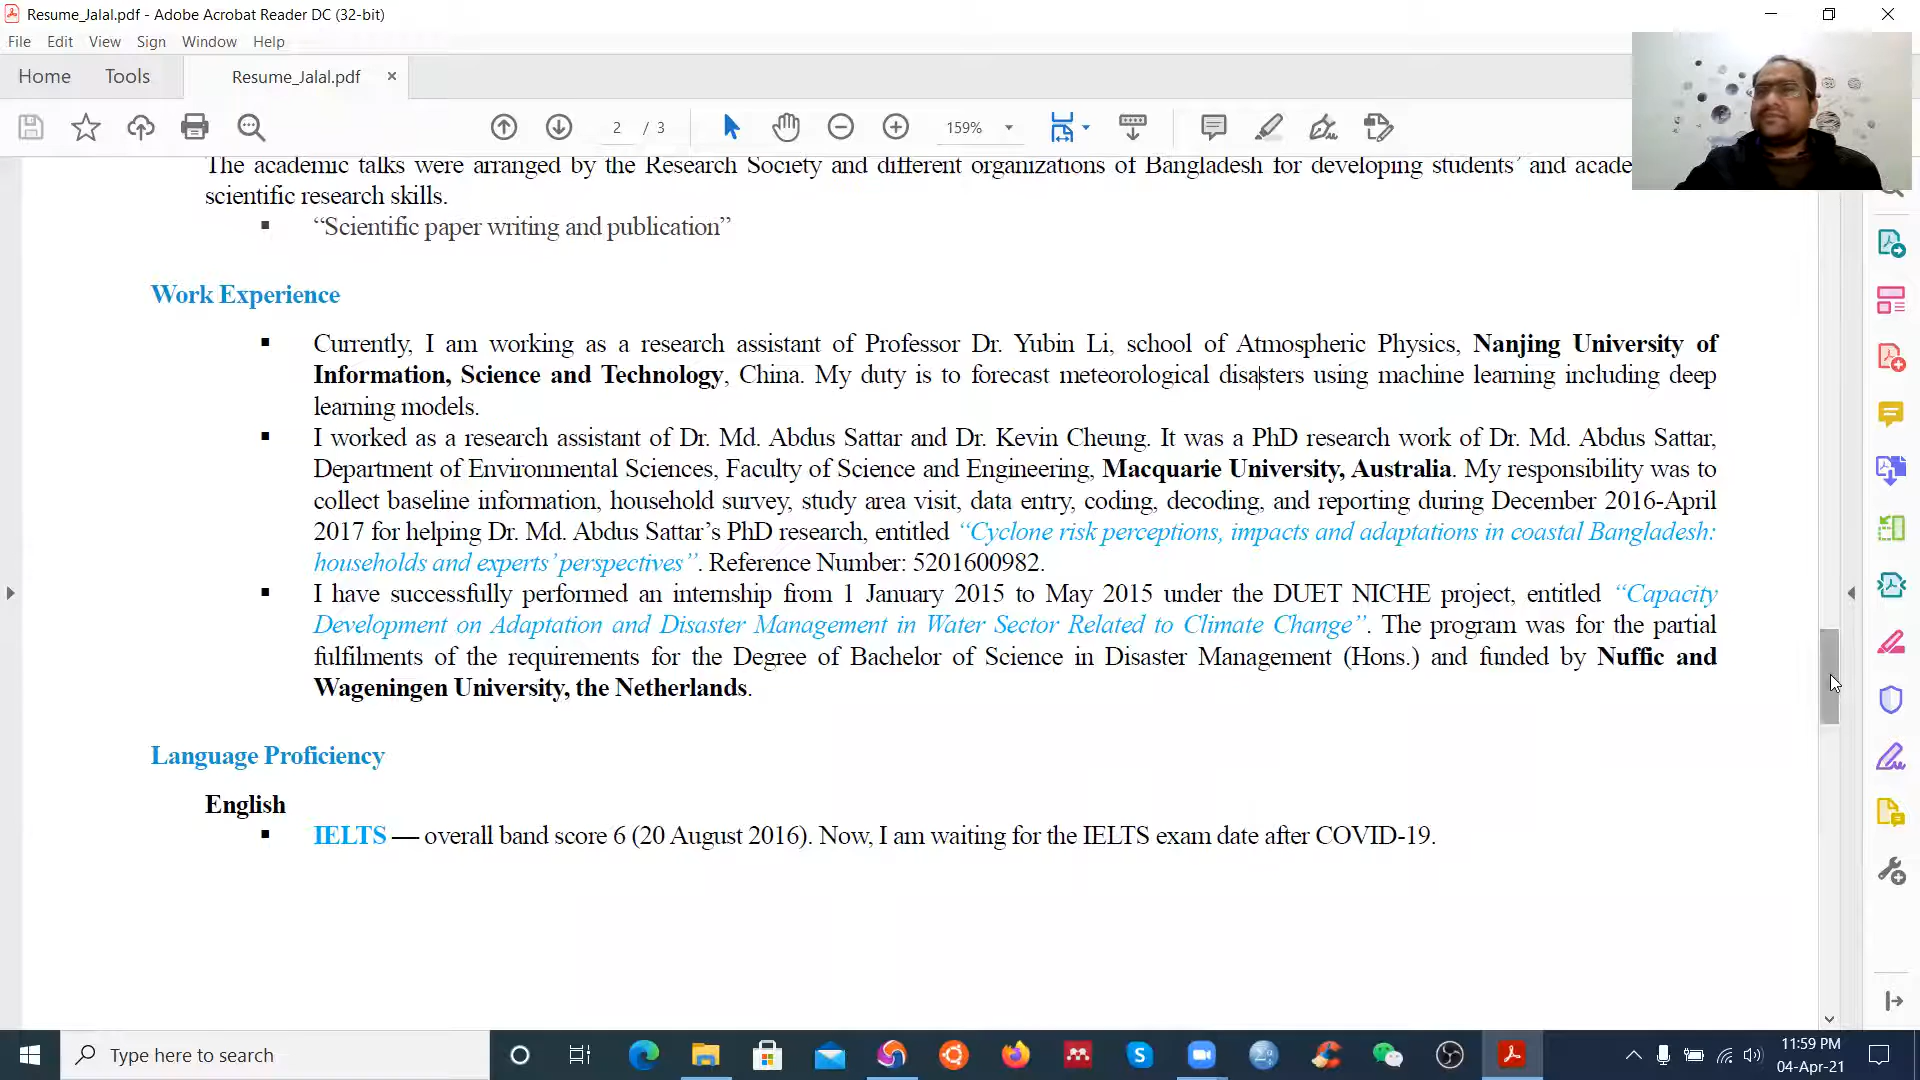 Resume_Jalal.pdf - Adobe Acrobat Reader DC (32-bit)
File Edit View Sign Window Help
Home Tools Resume_Jalal.pdf ×
2 / 3 159%
The academic talks were arranged by the Research Society and different organizations of Bangladesh for developing students’ and acade
scientific research skills.
▪ “Scientific paper writing and publication”
Work Experience
▪ Currently, I am working as a research assistant of Professor Dr. Yubin Li, school of Atmospheric Physics, Nanjing University of
Information, Science and Technology, China. My duty is to forecast meteorological disasters using machine learning including deep
learning models.
▪ I worked as a research assistant of Dr. Md. Abdus Sattar and Dr. Kevin Cheung. It was a PhD research work of Dr. Md. Abdus Sattar,
Department of Environmental Sciences, Faculty of Science and Engineering, Macquarie University, Australia. My responsibility was to
collect baseline information, household survey, study area visit, data entry, coding, decoding, and reporting during December 2016-April
2017 for helping Dr. Md. Abdus Sattar’s PhD research, entitled “Cyclone risk perceptions, impacts and adaptations in coastal Bangladesh:
households and experts’ perspectives”. Reference Number: 5201600982.
▪ I have successfully performed an internship from 1 January 2015 to May 2015 under the DUET NICHE project, entitled “Capacity
Development on Adaptation and Disaster Management in Water Sector Related to Climate Change”. The program was for the partial
fulfilments of the requirements for the Degree of Bachelor of Science in Disaster Management (Hons.) and funded by Nuffic and
Wageningen University, the Netherlands.
Language Proficiency
English
▪ IELTS — overall band score 6 (20 August 2016). Now, I am waiting for the IELTS exam date after COVID-19.
Type here to search
11:59 PM
04-Apr-21